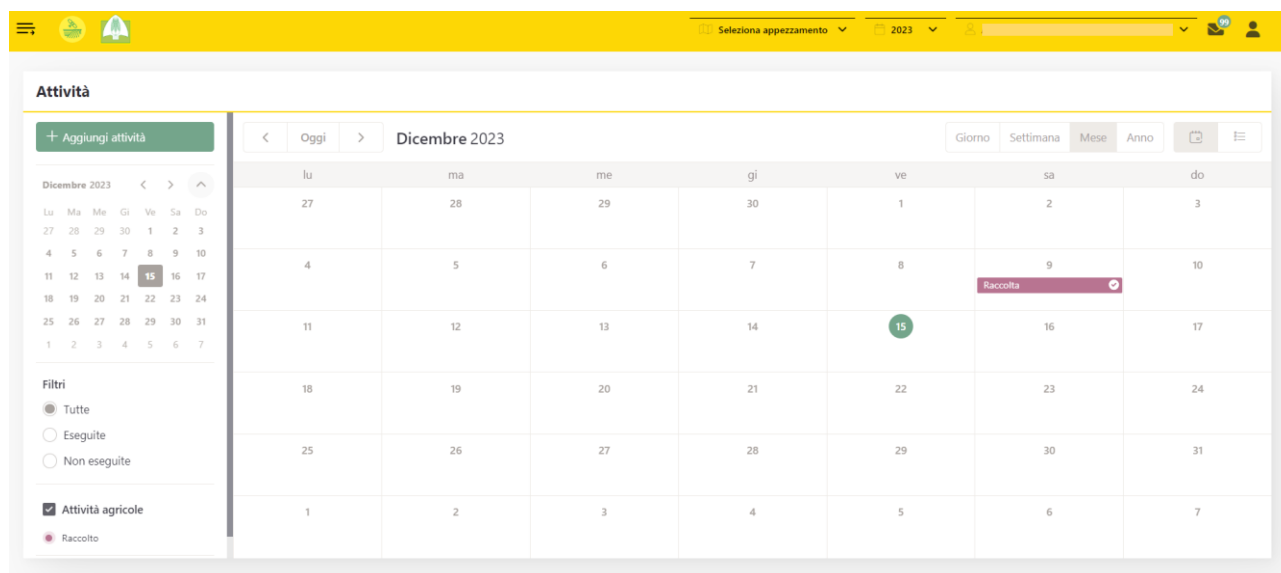 Seleziona appezzamento 2023 99
Attività
+ Aggiungi attività
Dicembre 2023
Lu Ma Me Gi Ve Sa Do
27 28 29 30 1 2 3
4 5 6 7 8 9 10
11 12 13 14 15 16 17
18 19 20 21 22 23 24
25 26 27 28 29 30 31
1 2 3 4 5 6 7
Filtri
Tutte
Eseguite
Non eseguite
Attività agricole
Raccolto
< Oggi > Dicembre 2023 Giorno Settimana Mese Anno
lu ma me gi ve sa do
27 28 29 30 1 2 3
4 5 6 7 8 9 10
Raccolta
11 12 13 14 15 16 17
18 19 20 21 22 23 24
25 26 27 28 29 30 31
1 2 3 4 5 6 7